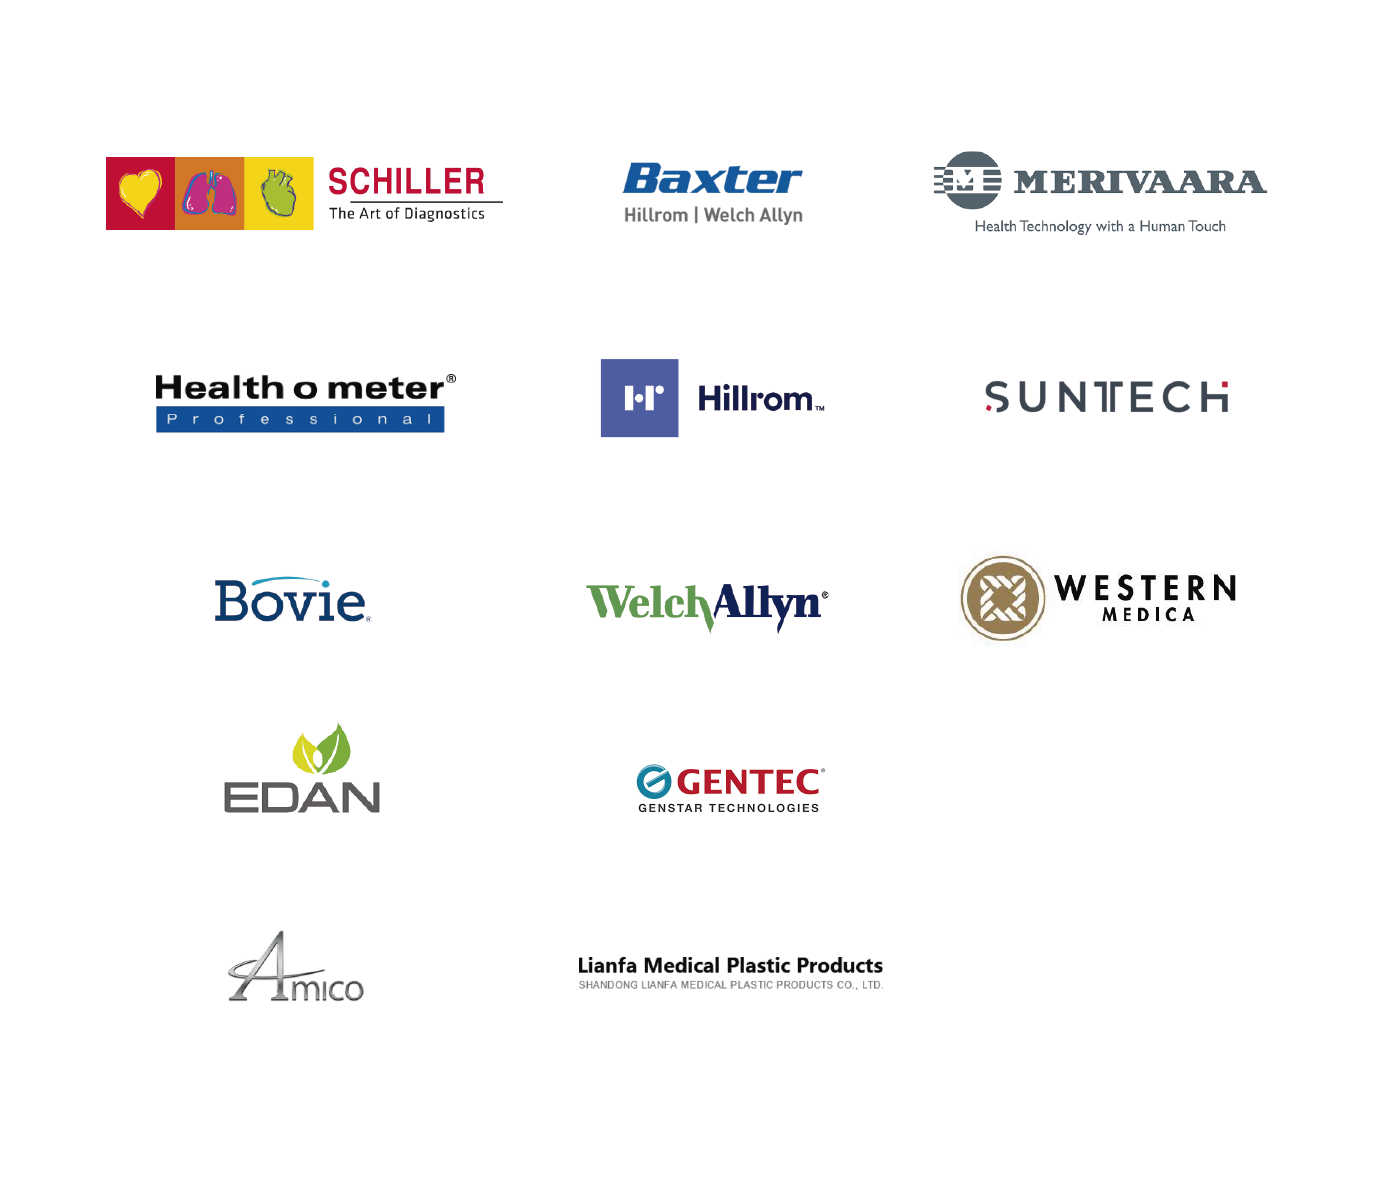 SCHILLER
The Art of Diagnostics
Baxter
Hillrom | Welch Allyn
M MERIVAARA
Health Technology with a Human Touch
Health o meter®
Professional
Hr Hillrom™
SUNTECH
Bovie®
WelchAllyn®
WESTERN
MEDICA
EDAN
GENTEC®
GENSTAR TECHNOLOGIES
Amico
Lianfa Medical Plastic Products
SHANDONG LIANFA MEDICAL PLASTIC PRODUCTS CO., LTD.